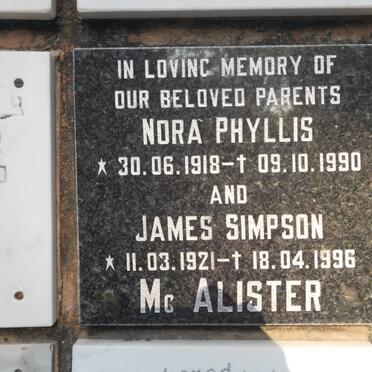 IN LOVING MEMORY OF
OUR BELOVED PARENTS
NORA PHYLLIS
* 30.06.1918–† 09.10.1990
AND
JAMES SIMPSON
* 11.03.1921–† 18.04.1996
Mc ALISTER